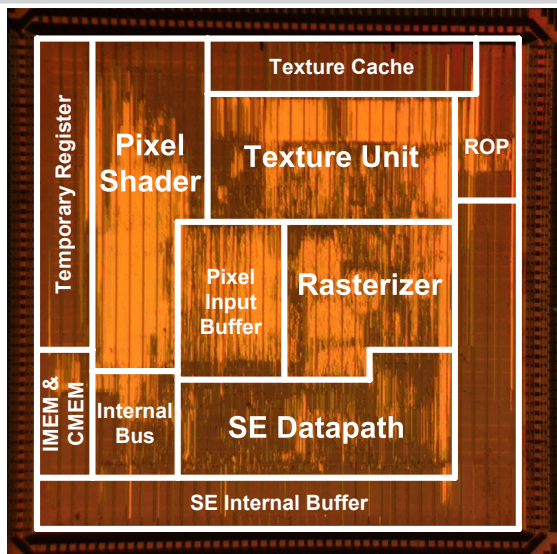 Texture Cache
Temporary Register
Pixel
Shader
Texture Unit
ROP
Pixel
Input
Buffer
Rasterizer
IMEM &
CMEM
Internal
Bus
SE Datapath
SE Internal Buffer